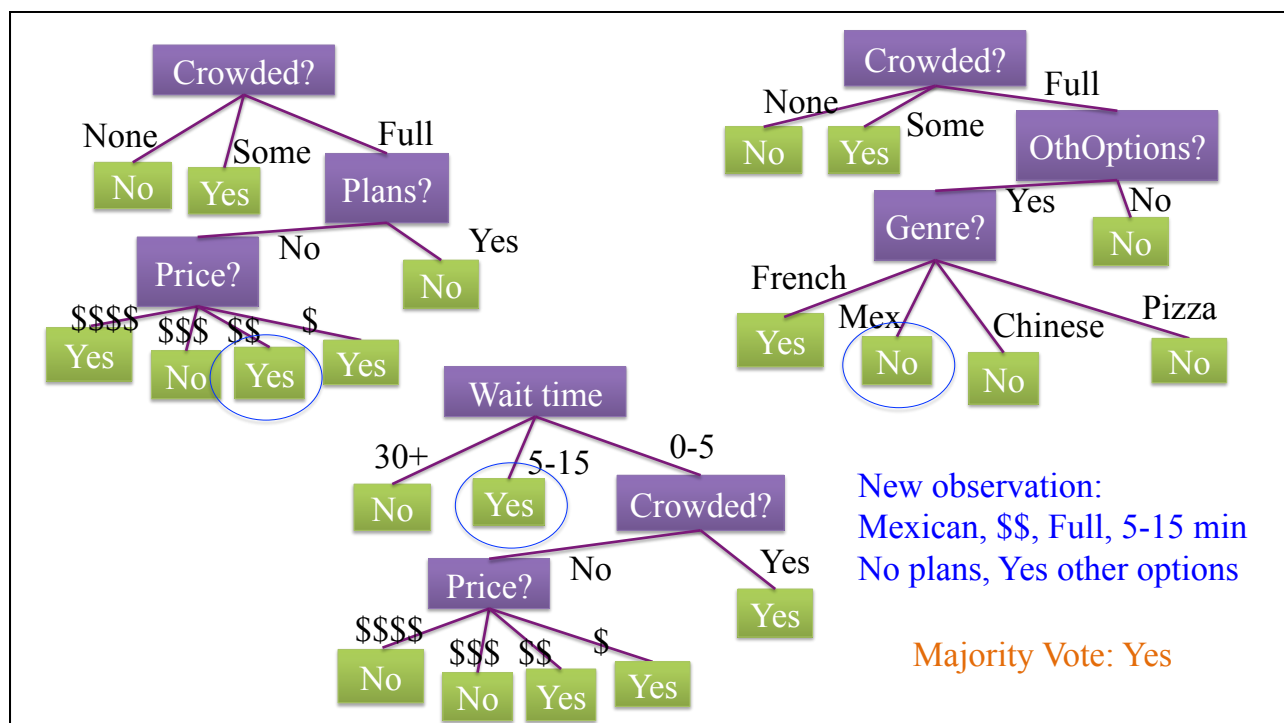 Crowded?
None
Some
Full
No
Yes
Plans?
No
Yes
Price?
No
$$$$
$$$
$$
$
Yes
No
Yes
Yes
Crowded?
None
Some
Full
No
Yes
OthOptions?
Yes
No
Genre?
No
French
Mex
Chinese
Pizza
Yes
No
No
No
Wait time
30+
5-15
0-5
No
Yes
Crowded?
No
Yes
Price?
Yes
$$$$
$$$
$$
$
No
No
Yes
Yes
New observation:
Mexican, $$, Full, 5-15 min
No plans, Yes other options
Majority Vote: Yes